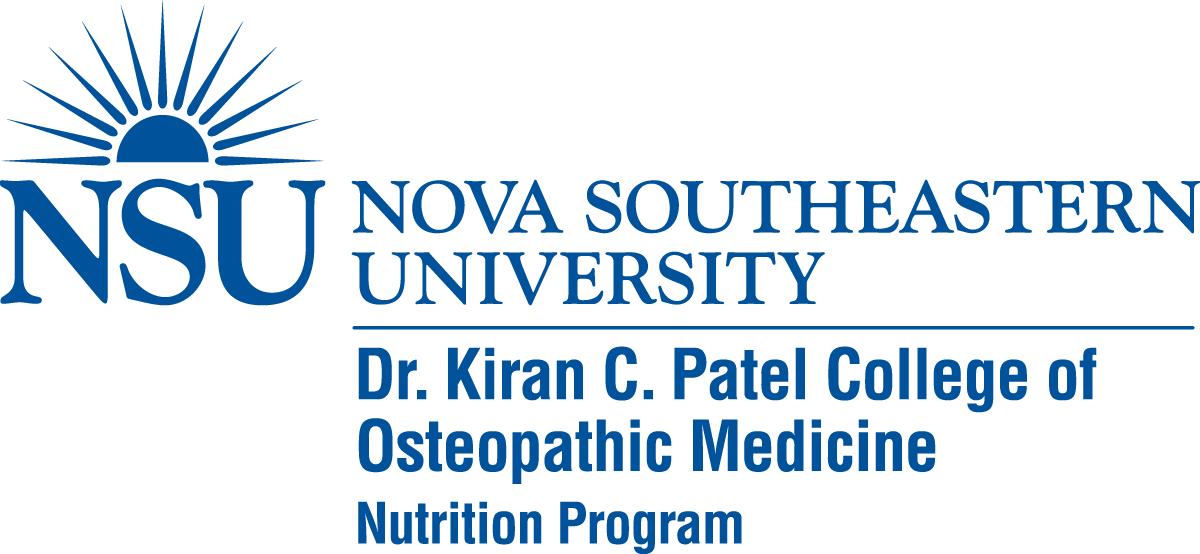 NSU
NOVA SOUTHEASTERN
UNIVERSITY
Dr. Kiran C. Patel College of
Osteopathic Medicine
Nutrition Program